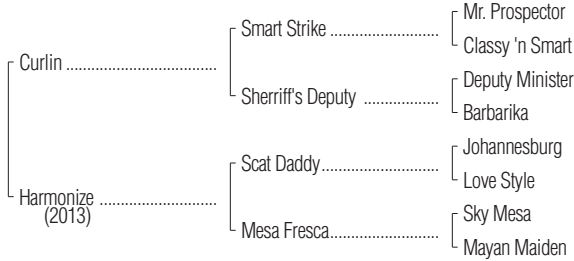 Mr. Prospector
Smart Strike ........................
Classy 'n Smart
Curlin .................................
Deputy Minister
Sherriff's Deputy ................
Barbarika
Johannesburg
Scat Daddy..........................
Love Style
Harmonize ..........................
(2013)
Sky Mesa
Mesa Fresca........................
Mayan Maiden